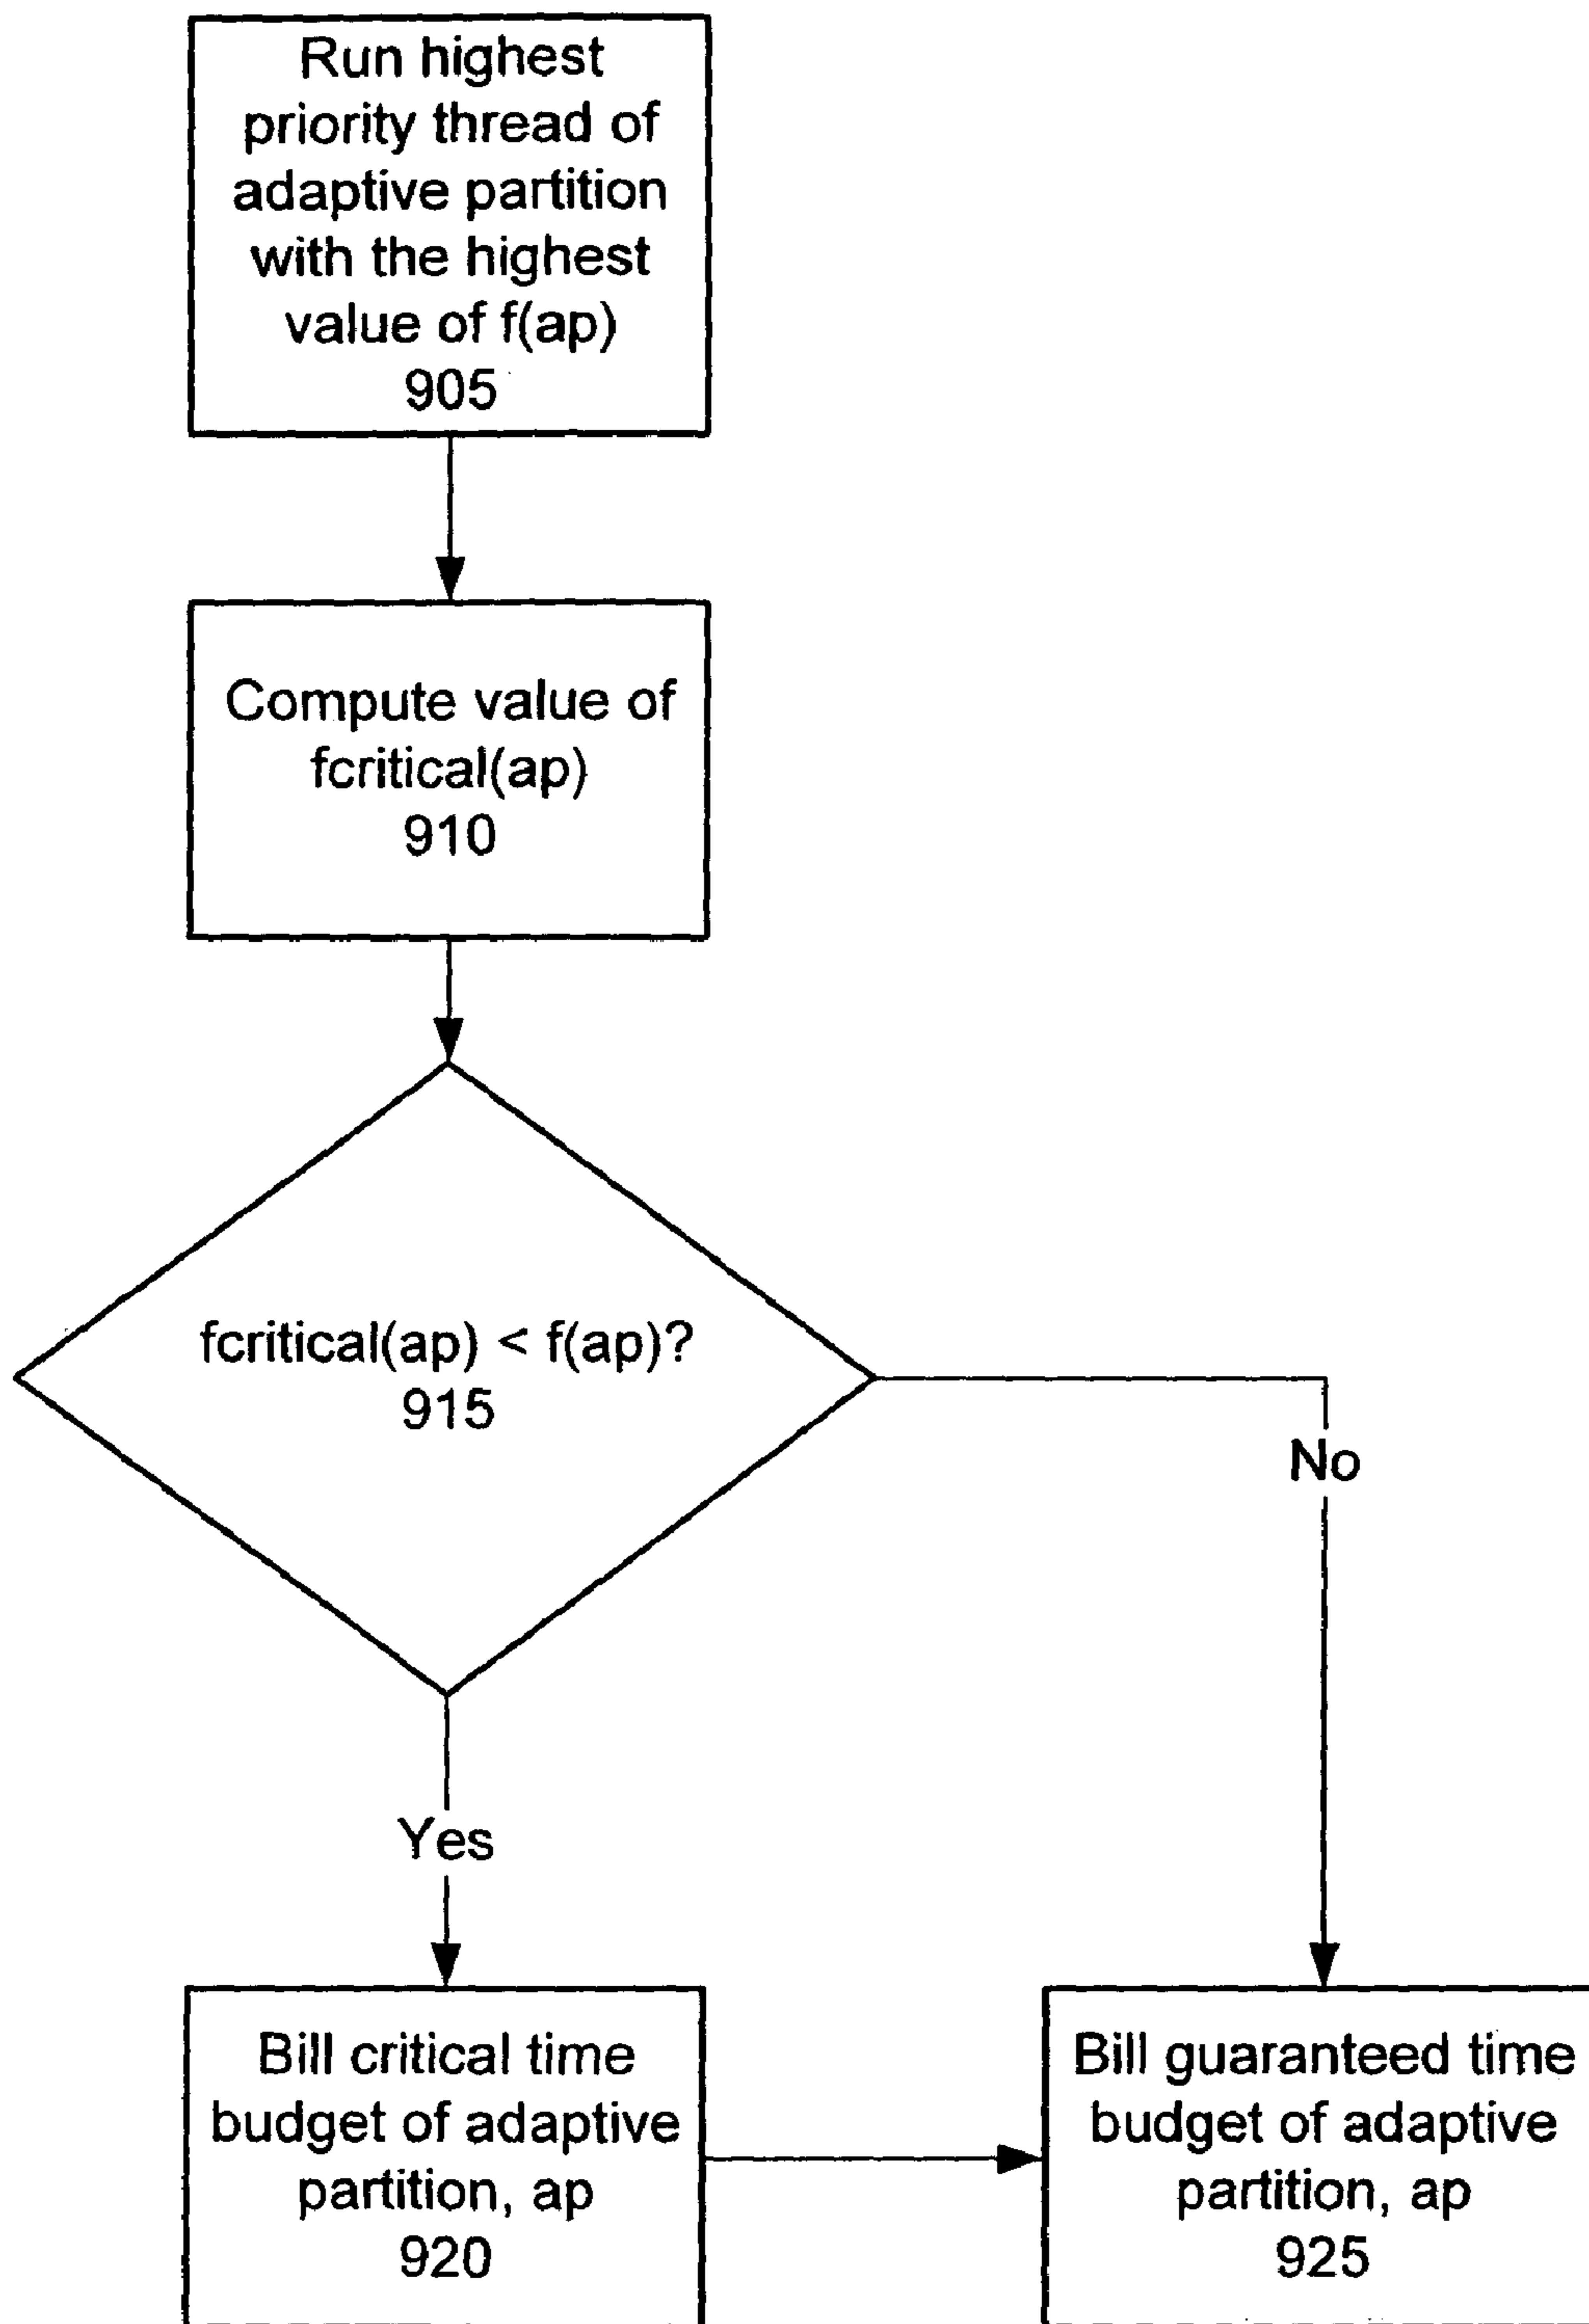 Run highest
priority thread of
adaptive partition
with the highest
value of f(ap)
905
Compute value of
fcritical(ap)
910
fcritical(ap) < f(ap)?
915
No
Yes
Bill critical time
budget of adaptive
partition, ap
920
Bill guaranteed time
budget of adaptive
partition, ap
925